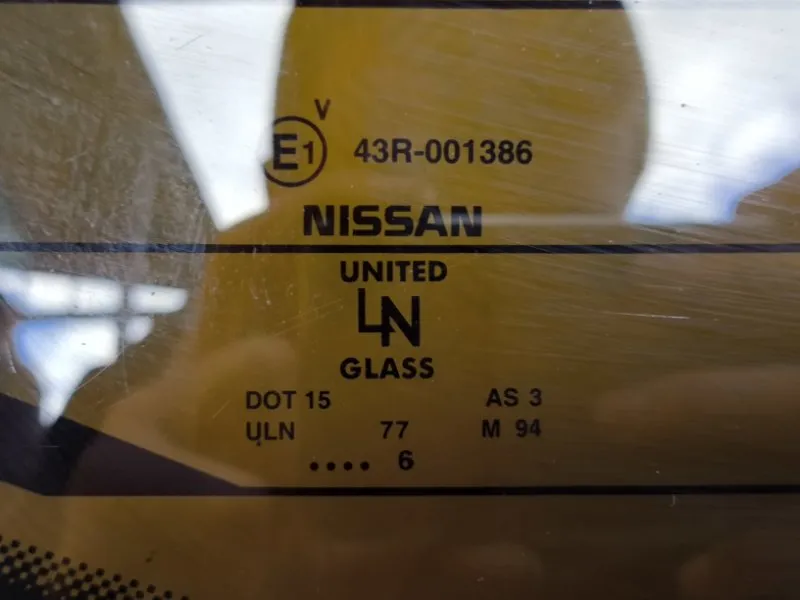 V
E1 43R-001386
NISSAN
UNITED
LN
GLASS
DOT 15 AS 3
ULN 77 M 94
.... 6